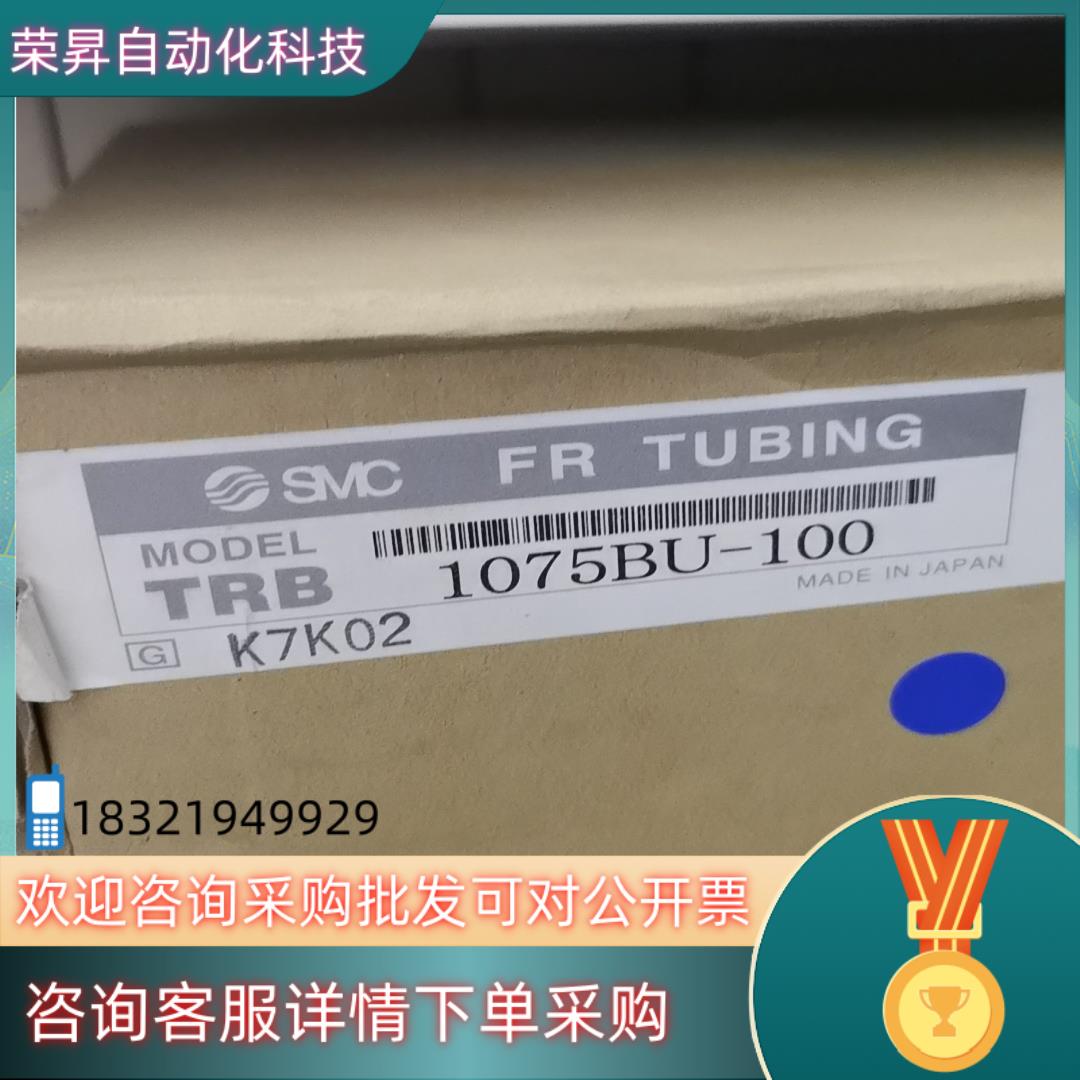 荣昇自动化科技
SMC FR TUBING
MODEL
TRB 1075BU-100
MADE IN JAPAN
G K7K02
18321949929
欢迎咨询采购批发可对公开票
咨询客服详情下单采购